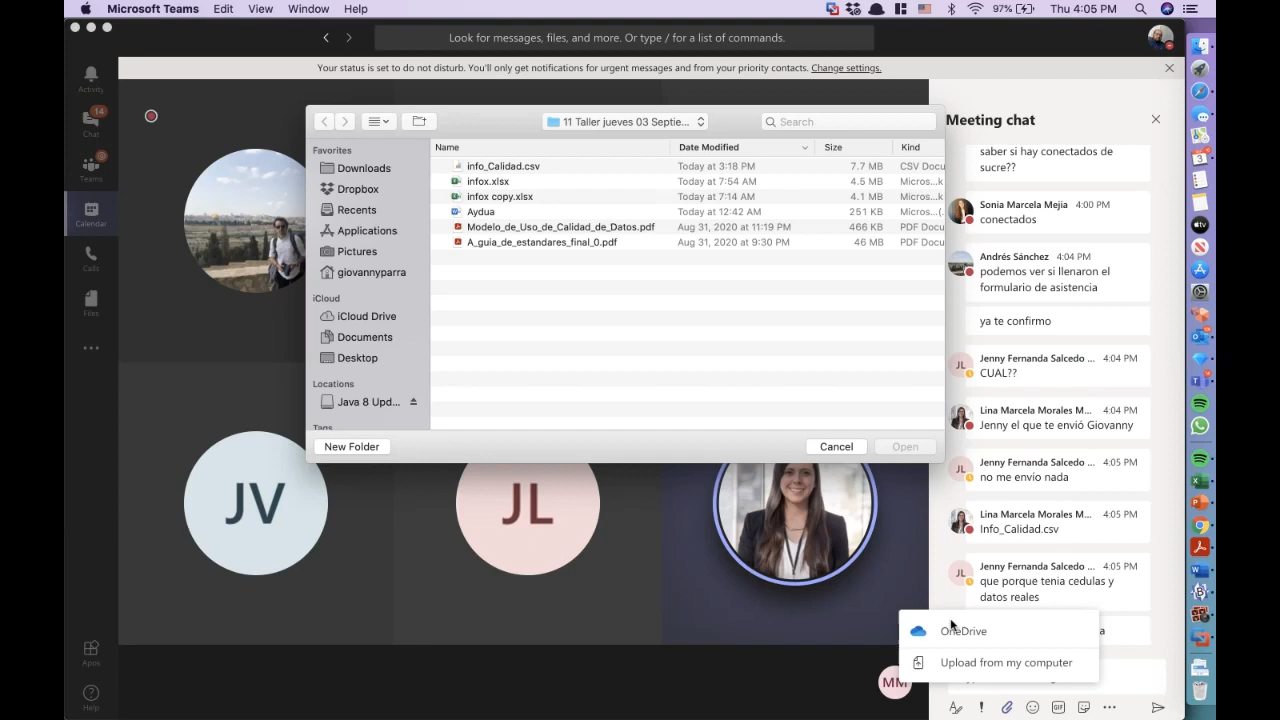 Microsoft Teams Edit View Window Help
97% Thu 4:05 PM
Look for messages, files, and more. Or type / for a list of commands.
Your status is set to do not disturb. You'll only get notifications for urgent messages and from your priority contacts. Change settings.
Activity
14
Chat
Teams
Calendar
Calls
Files
Apps
Help
11 Taller jueves 03 Septie...
Search
Favorites
Downloads
Dropbox
Recents
Applications
Pictures
giovannyparra
iCloud
iCloud Drive
Documents
Desktop
Locations
Java 8 Upd...
Tags
Name Date Modified Size Kind
info_Calidad.csv Today at 3:18 PM 7.7 MB CSV Docu
infox.xlsx Today at 7:54 AM 4.5 MB Micros...k
infox copy.xlsx Today at 7:14 AM 4.1 MB Micros...k
Aydua Today at 12:42 AM 251 KB Micros...(.
Modelo_de_Uso_de_Calidad_de_Datos.pdf Aug 31, 2020 at 11:19 PM 466 KB PDF Docu
A_guia_de_estandares_final_0.pdf Aug 31, 2020 at 9:30 PM 46 MB PDF Docu
New Folder
Cancel
Open
JV
JL
MM
Meeting chat
saber si hay conectados de
sucre??
Sonia Marcela Mejia 4:00 PM
conectados
Andrés Sánchez 4:04 PM
podemos ver si llenaron el
formulario de asistencia
ya te confirmo
JL
Jenny Fernanda Salcedo ... 4:04 PM
CUAL??
Lina Marcela Morales M... 4:04 PM
Jenny el que te envió Giovanny
JL
Jenny Fernanda Salcedo ... 4:05 PM
no me envio nada
Lina Marcela Morales M... 4:05 PM
Info_Calidad.csv
JL
Jenny Fernanda Salcedo ... 4:05 PM
que porque tenia cedulas y
datos reales
a
OneDrive
Upload from my computer
GIF